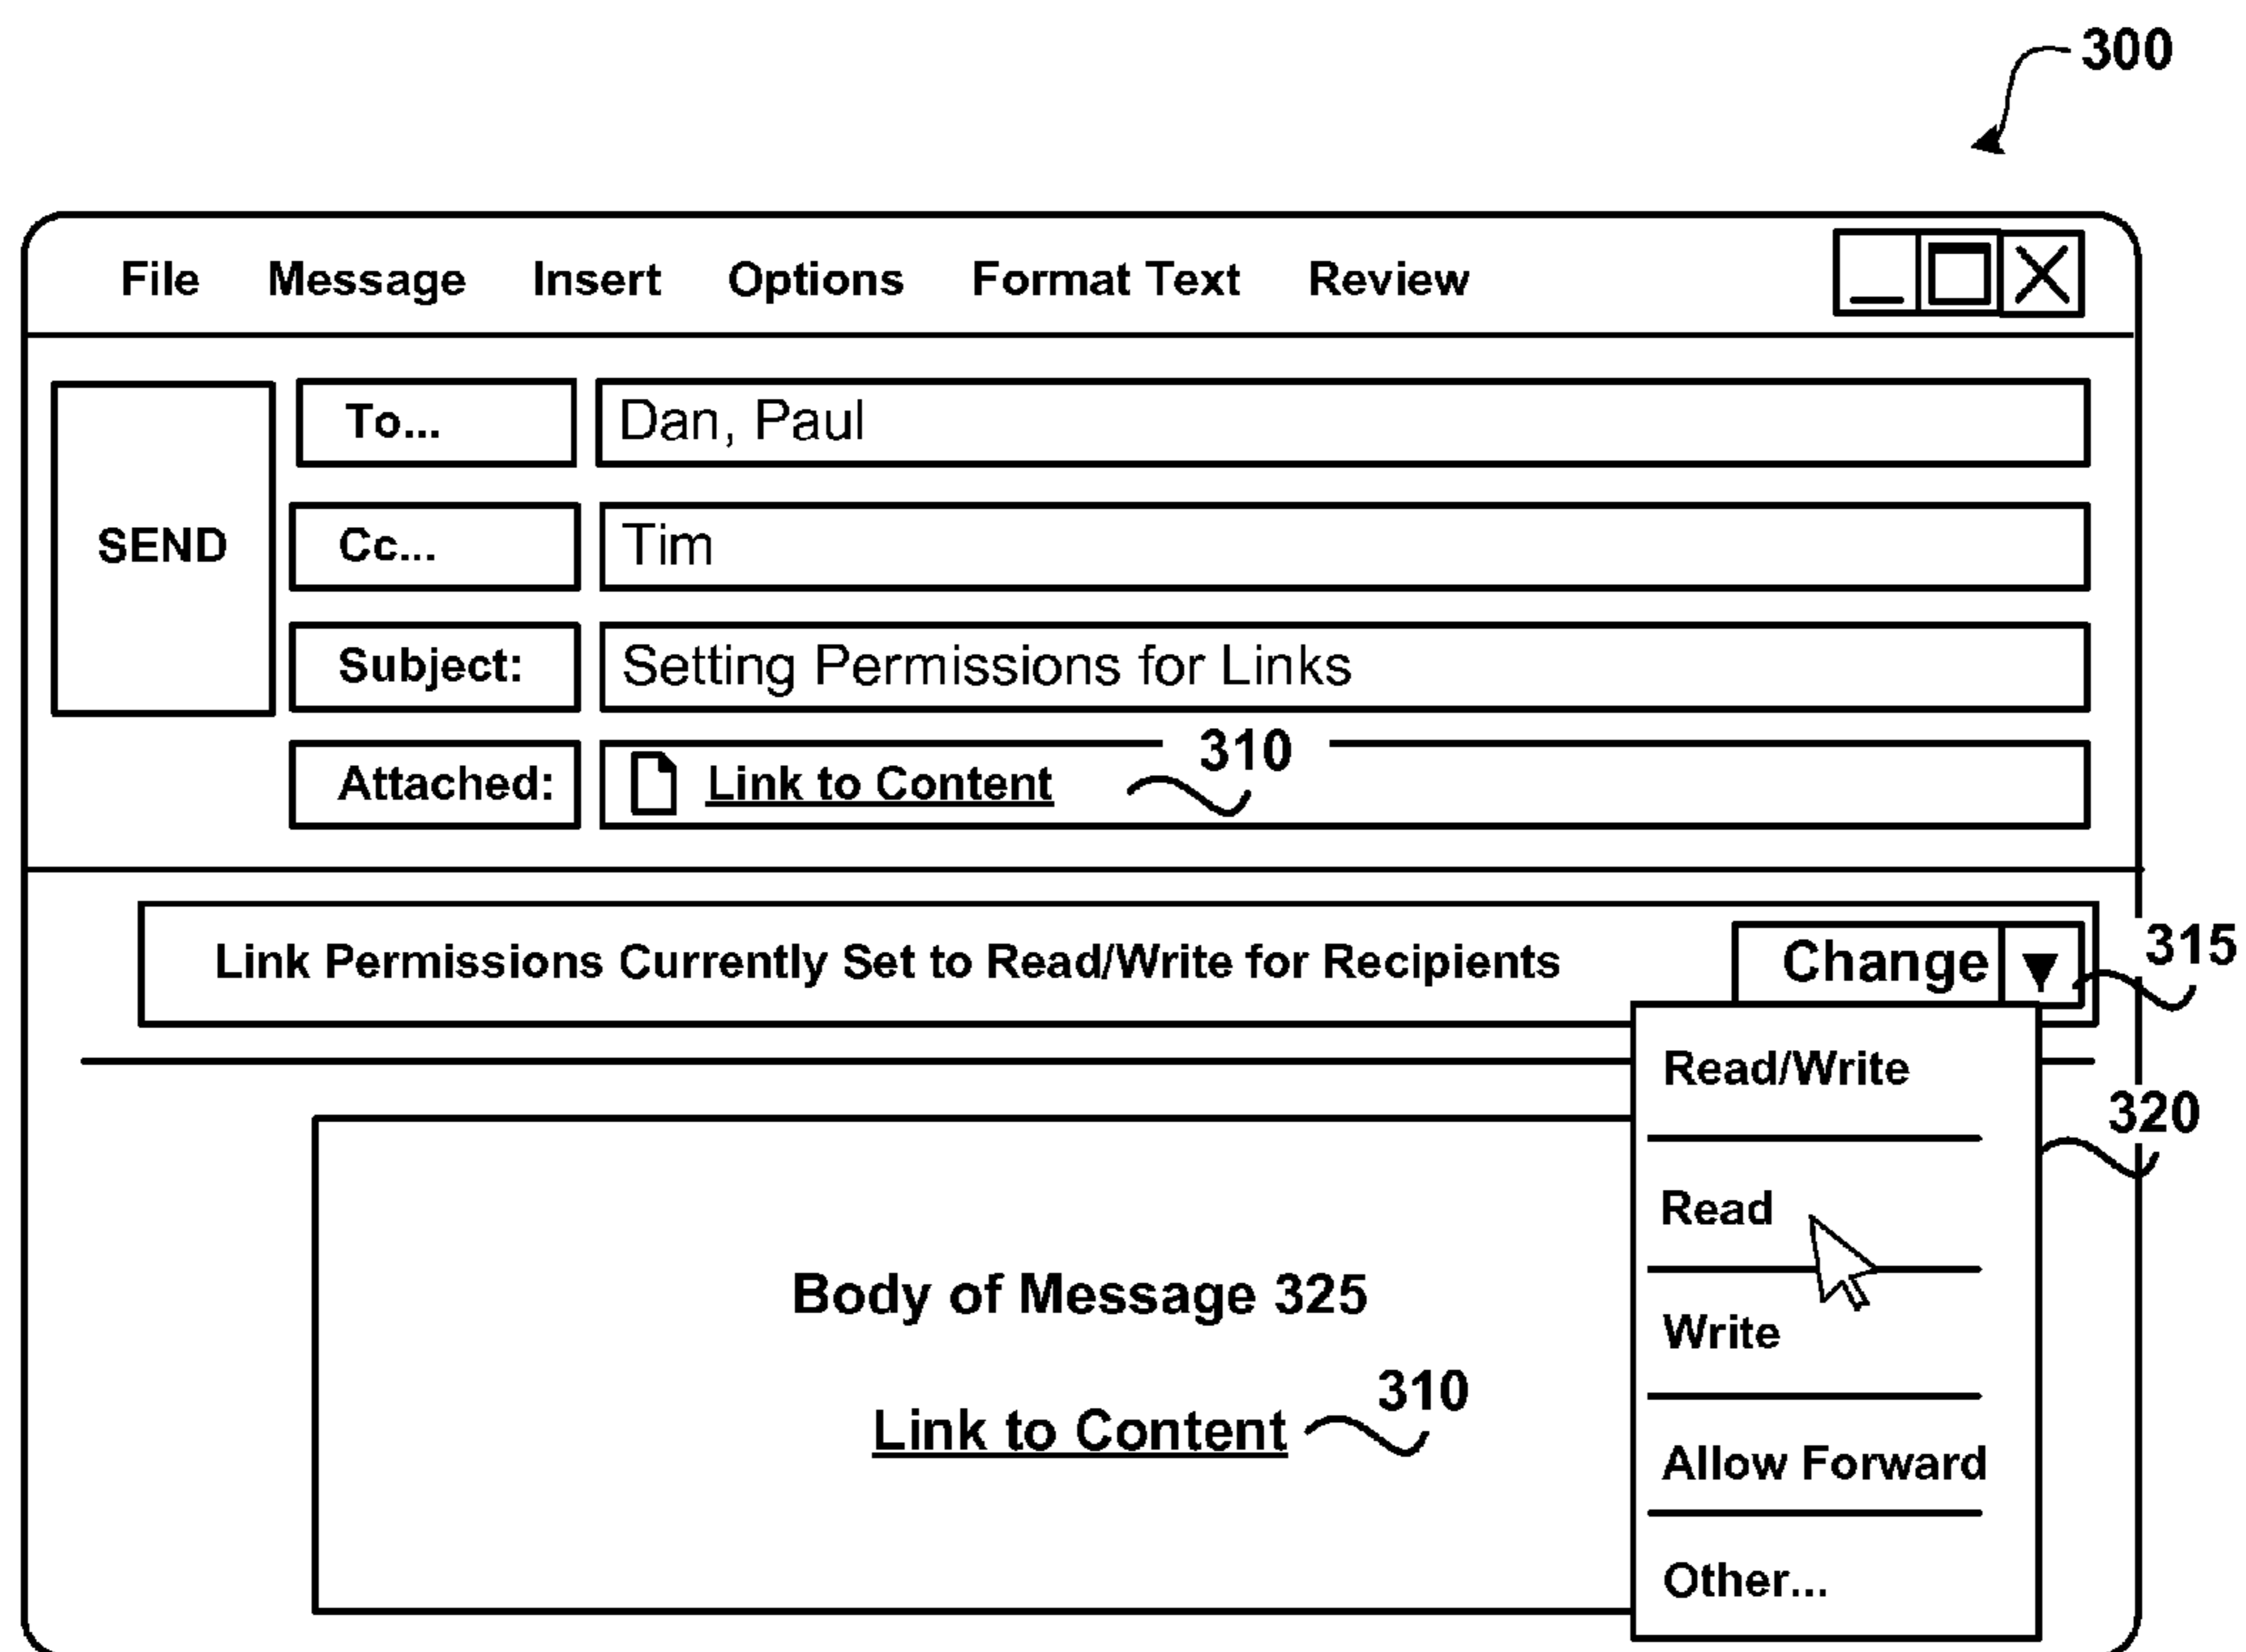 300
File Message Insert Options Format Text Review
SEND
To... Dan, Paul
Cc... Tim
Subject: Setting Permissions for Links
Attached: Link to Content 310
Link Permissions Currently Set to Read/Write for Recipients Change 315
Read/Write
320
Read
Write
Allow Forward
Other...
Body of Message 325
Link to Content 310